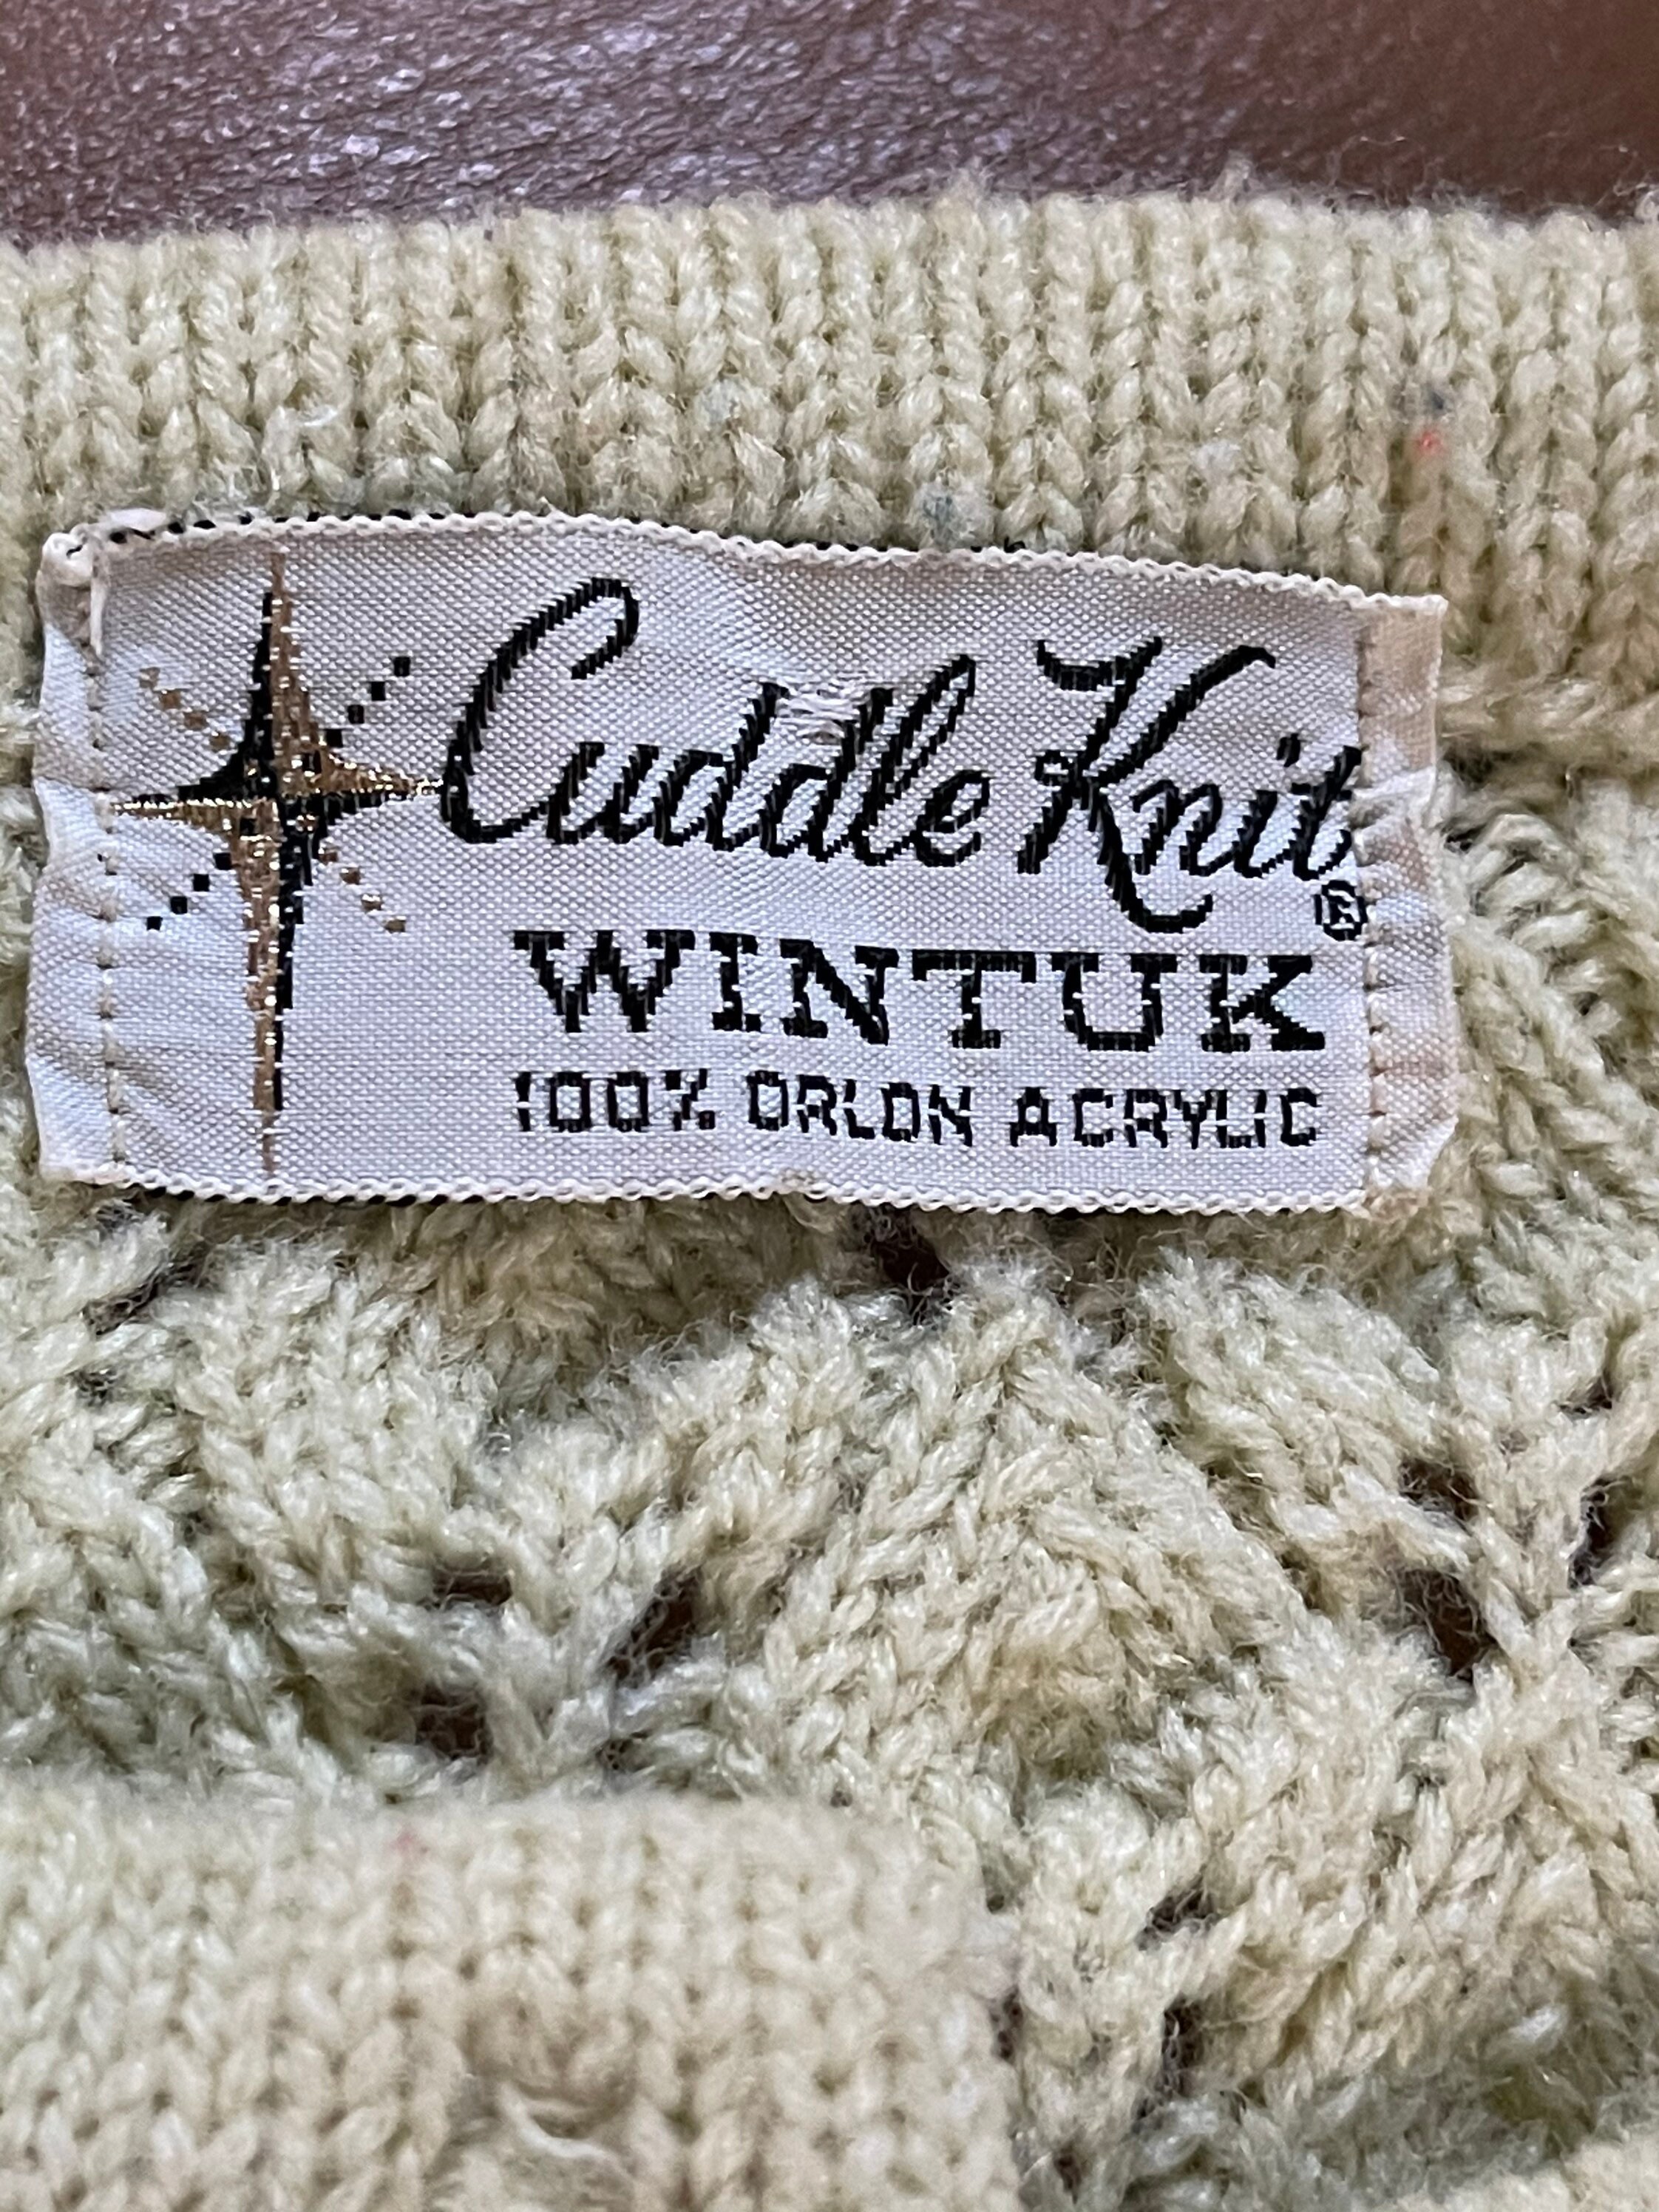 Cuddle Knit®
WINTUK
100% ORLON ACRYLIC